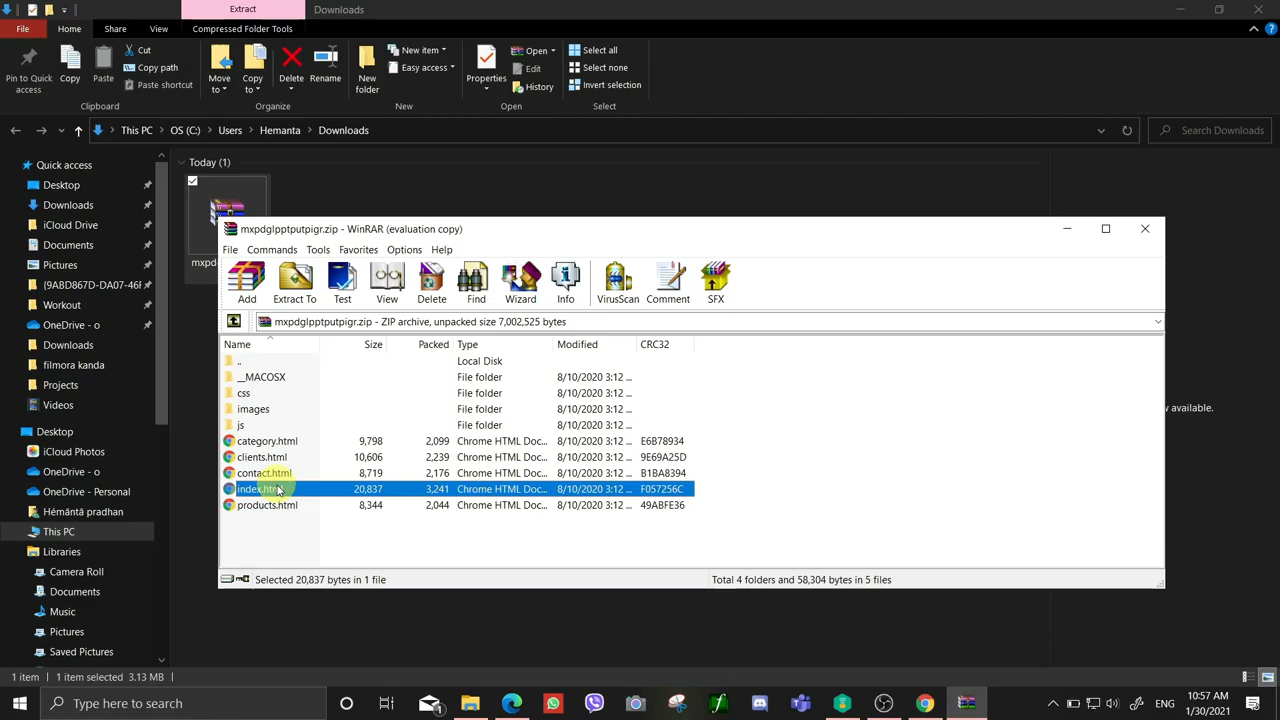 Extract
Downloads
File
Home
Share
View
Compressed Folder Tools
Pin to Quick access
Copy
Paste
Cut
Copy path
Paste shortcut
Clipboard
Move to
Copy to
Delete
Rename
Organize
New folder
New item
Easy access
New
Properties
Open
Edit
History
Open
Select all
Select none
Invert selection
Select
This PC
OS (C:)
Users
Hemanta
Downloads
Search Downloads
Quick access
Desktop
Downloads
iCloud Drive
Documents
Pictures
{9ABD867D-DA07-46F
Workout
OneDrive - o
Downloads
filmora kanda
Projects
Videos
Desktop
iCloud Photos
OneDrive - o
OneDrive - Personal
Hémântâ pradhan
This PC
Libraries
Camera Roll
Documents
Music
Pictures
Saved Pictures
Today (1)
mxpd
mxpdglpptputpigr.zip - WinRAR (evaluation copy)
File Commands Tools Favorites Options Help
Add Extract To Test View Delete Find Wizard Info VirusScan Comment SFX
mxpdglpptputpigr.zip - ZIP archive, unpacked size 7,002,525 bytes
Name Size Packed Type Modified CRC32
.. Local Disk
__MACOSX File folder 8/10/2020 3:12 ...
css File folder 8/10/2020 3:12 ...
images File folder 8/10/2020 3:12 ...
js File folder 8/10/2020 3:12 ...
category.html 9,798 2,099 Chrome HTML Doc... 8/10/2020 3:12 ... E6B78934
clients.html 10,606 2,239 Chrome HTML Doc... 8/10/2020 3:12 ... 9E69A25D
contact.html 8,719 2,176 Chrome HTML Doc... 8/10/2020 3:12 ... B1BA8394
index.html 20,837 3,241 Chrome HTML Doc... 8/10/2020 3:12 ... F057256C
products.html 8,344 2,044 Chrome HTML Doc... 8/10/2020 3:12 ... 49ABFE36
Selected 20,837 bytes in 1 file
Total 4 folders and 58,304 bytes in 5 files
w available.
1 item
1 item selected 3.13 MB
Type here to search
ENG
10:57 AM
1/30/2021